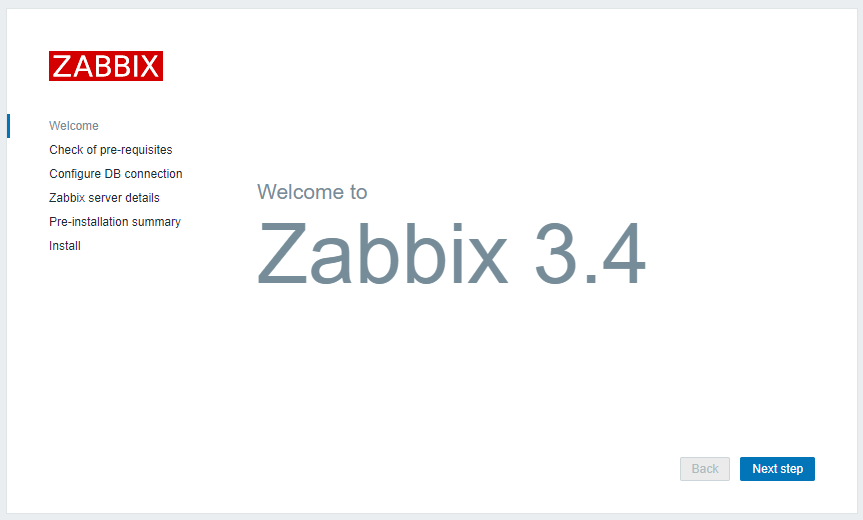 ZABBIX
Welcome
Check of pre-requisites
Configure DB connection
Zabbix server details
Pre-installation summary
Install
Welcome to
Zabbix 3.4
Back
Next step